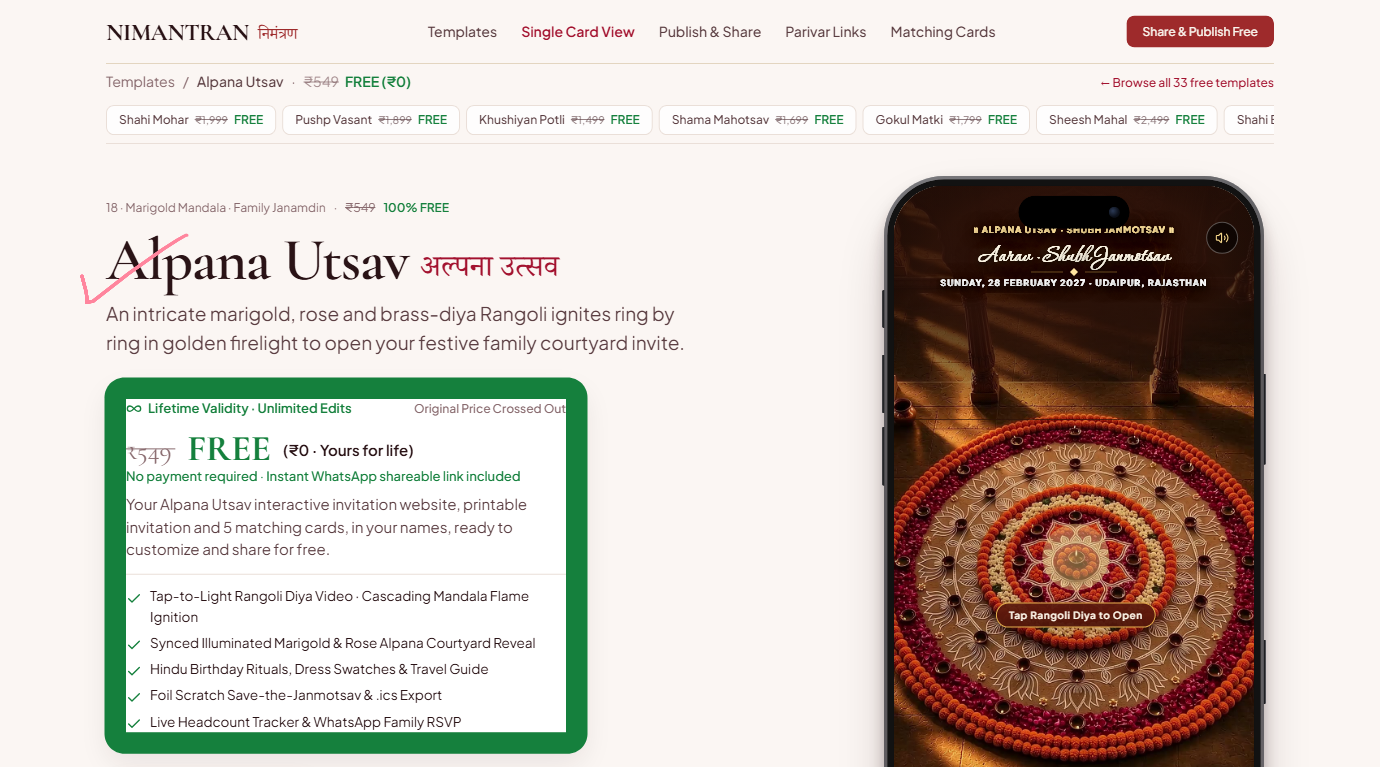 NIMANTRAN निमंत्रण
Templates Single Card View Publish & Share Parivar Links Matching Cards
Share & Publish Free
Templates / Alpana Utsav · ₹549 FREE (₹0)
← Browse all 33 free templates
Shahi Mohar ₹1,999 FREE
Pushp Vasant ₹1,899 FREE
Khushiyan Potli ₹1,499 FREE
Shama Mahotsav ₹1,699 FREE
Gokul Matki ₹1,799 FREE
Sheesh Mahal ₹2,499 FREE
Shahi
18 · Marigold Mandala · Family Janamdin · ₹549 100% FREE
Alpana Utsav अल्पना उत्सव
An intricate marigold, rose and brass-diya Rangoli ignites ring by
ring in golden firelight to open your festive family courtyard invite.
∞ Lifetime Validity · Unlimited Edits
Original Price Crossed Out
₹549 FREE (₹0 · Yours for life)
No payment required · Instant WhatsApp shareable link included
Your Alpana Utsav interactive invitation website, printable
invitation and 5 matching cards, in your names, ready to
customize and share for free.
Tap-to-Light Rangoli Diya Video · Cascading Mandala Flame
Ignition
Synced Illuminated Marigold & Rose Alpana Courtyard Reveal
Hindu Birthday Rituals, Dress Swatches & Travel Guide
Foil Scratch Save-the-Janmotsav & .ics Export
Live Headcount Tracker & WhatsApp Family RSVP
ALPANA UTSAV · SHUBH JANMOTSAV
Aarav · Shubh Janmotsav
SUNDAY, 28 FEBRUARY 2027 · UDAIPUR, RAJASTHAN
Tap Rangoli Diya to Open